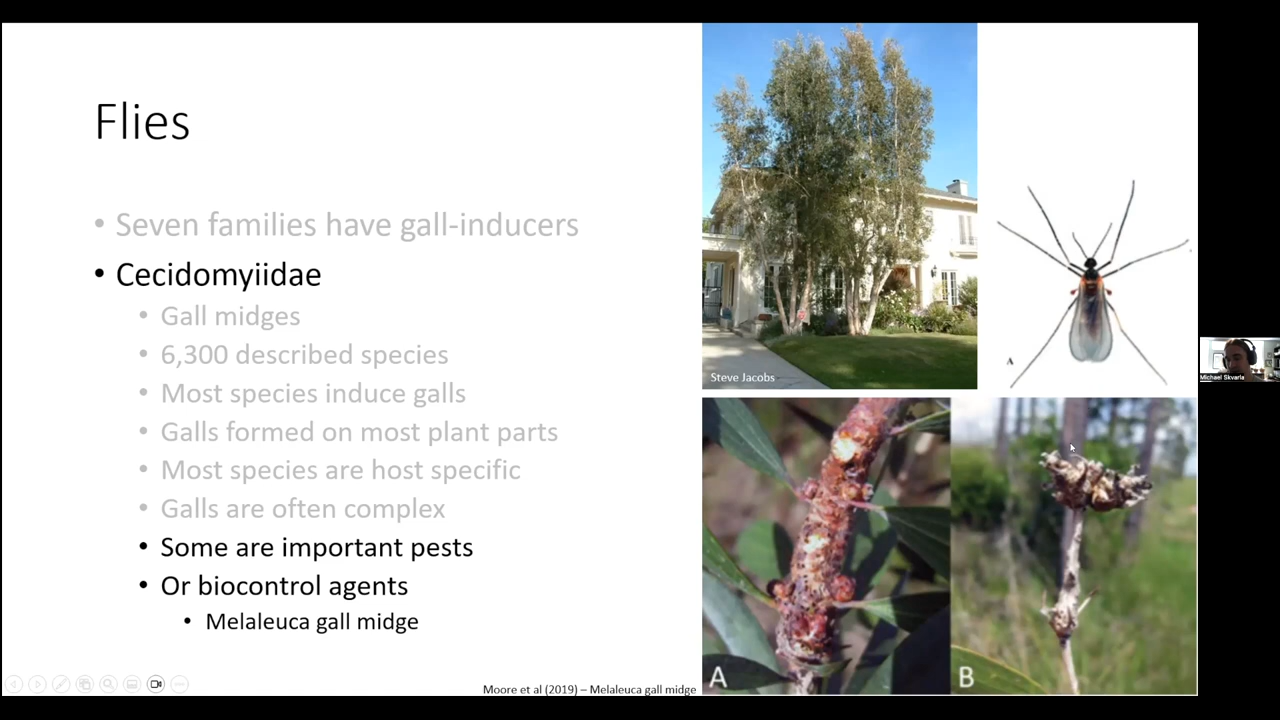 Flies
• Seven families have gall-inducers
• Cecidomyiidae
• Gall midges
• 6,300 described species
• Most species induce galls
• Galls formed on most plant parts
• Most species are host specific
• Galls are often complex
• Some are important pests
• Or biocontrol agents
• Melaleuca gall midge
Moore et al (2019) – Melaleuca gall midge
Steve Jacobs
A
A
B
Michael Skvarla